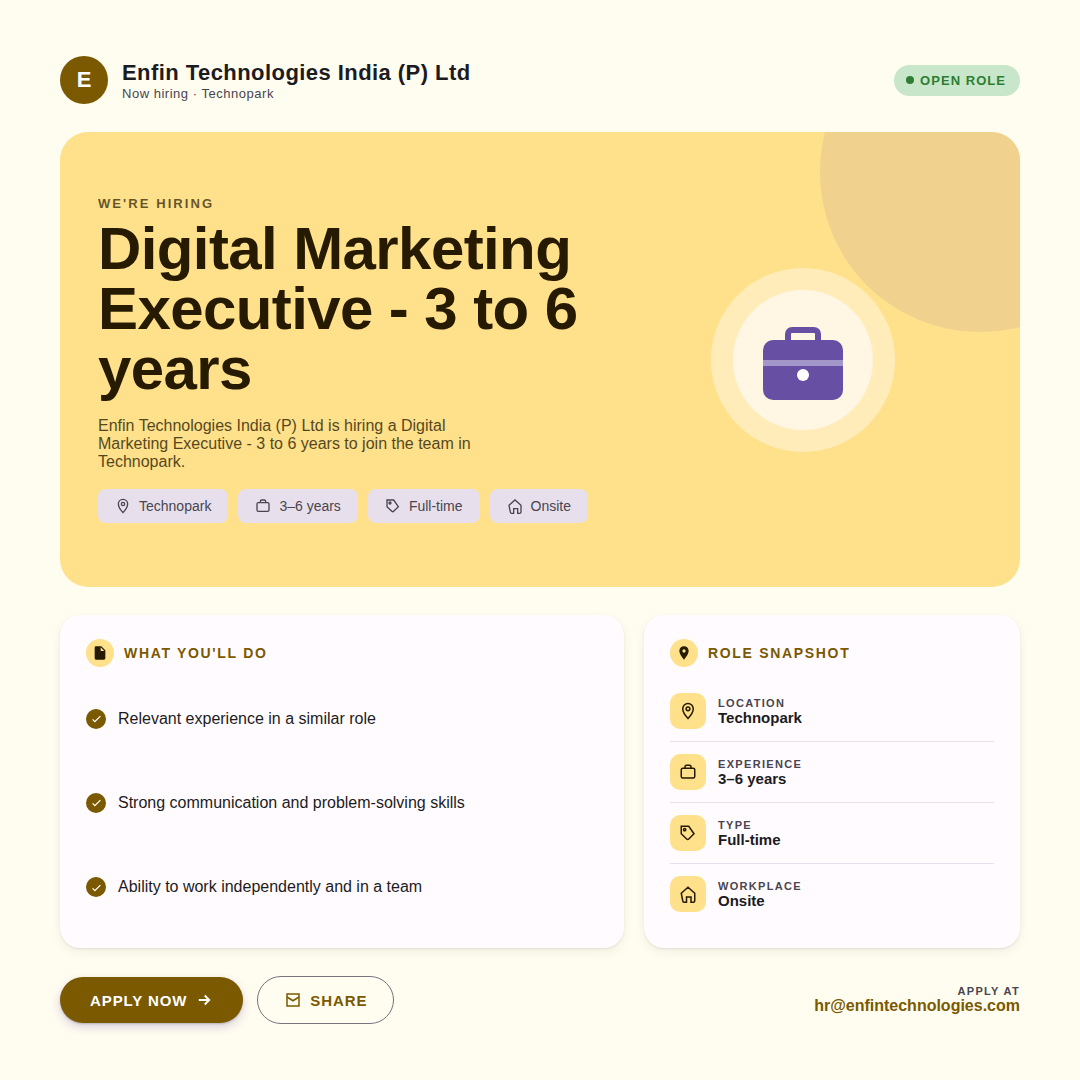 E
Enfin Technologies India (P) Ltd
Now hiring · Technopark
OPEN ROLE
WE'RE HIRING
Digital Marketing
Executive - 3 to 6
years
Enfin Technologies India (P) Ltd is hiring a Digital
Marketing Executive - 3 to 6 years to join the team in
Technopark.
Technopark
3–6 years
Full-time
Onsite
WHAT YOU'LL DO
Relevant experience in a similar role
Strong communication and problem-solving skills
Ability to work independently and in a team
ROLE SNAPSHOT
LOCATION
Technopark
EXPERIENCE
3–6 years
TYPE
Full-time
WORKPLACE
Onsite
APPLY NOW
SHARE
APPLY AT
hr@enfintechnologies.com